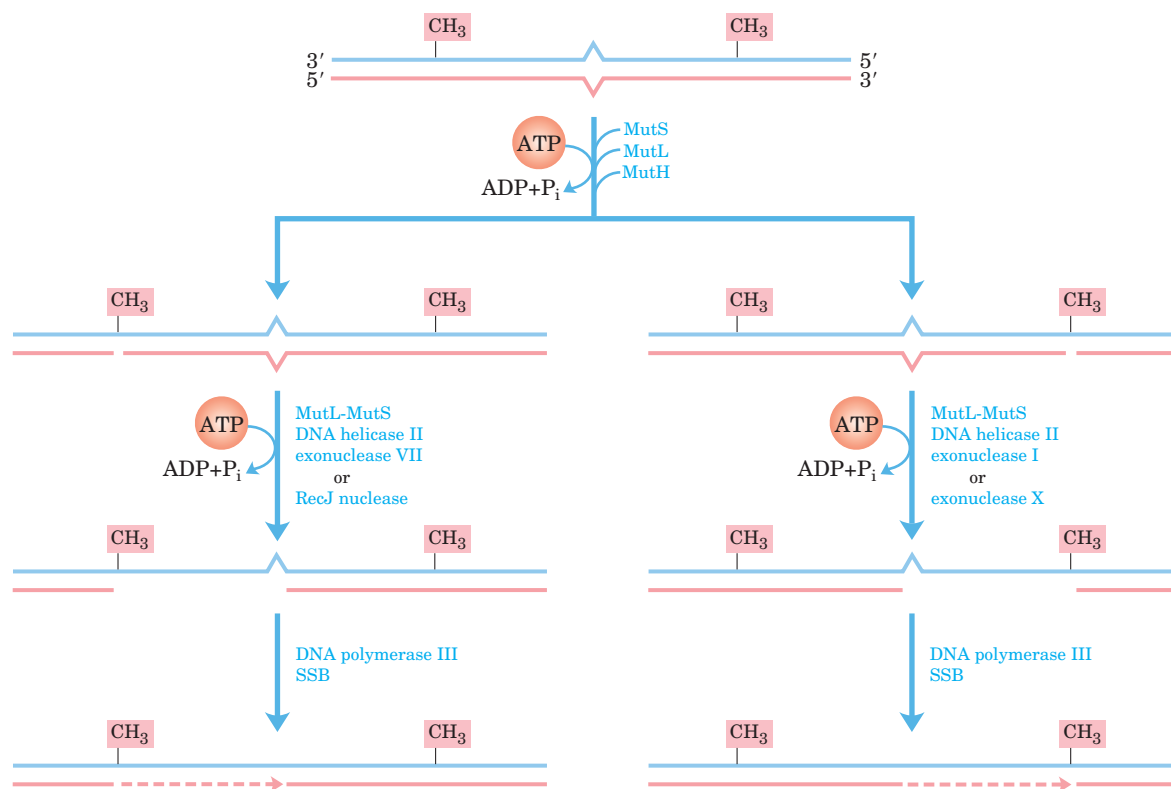 CH3 CH3
3′ 5′
5′ 3′
ATP
MutS
MutL
MutH
ADP+Pi
CH3 CH3
ATP
ADP+Pi
MutL-MutS
DNA helicase II
exonuclease VII
or
RecJ nuclease
CH3 CH3
ATP
ADP+Pi
MutL-MutS
DNA helicase II
exonuclease I
or
exonuclease X
CH3 CH3
DNA polymerase III
SSB
CH3 CH3
DNA polymerase III
SSB
CH3 CH3
CH3 CH3